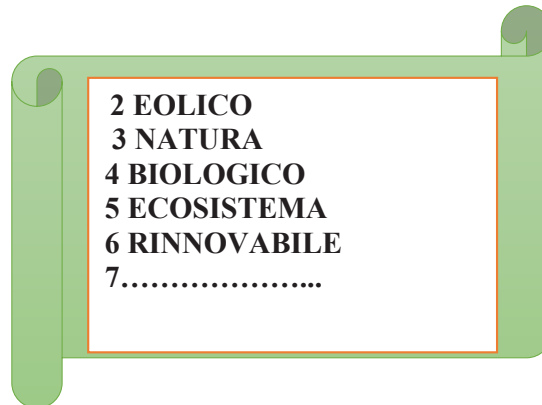 2 EOLICO
3 NATURA
4 BIOLOGICO
5 ECOSISTEMA
6 RINNOVABILE
7…………………...